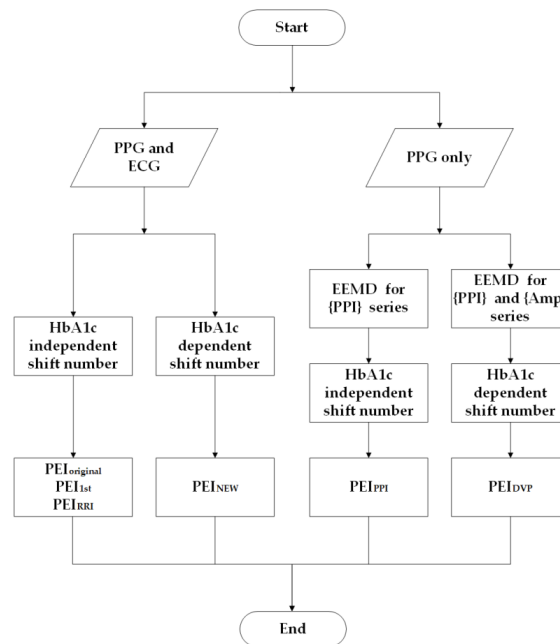 Start
PPG and
ECG
PPG only
EEMD for
{PPI} series
EEMD for
{PPI} and {Amp
series
HbA1c
independent
shift number
HbA1c
dependent
shift number
HbA1c
independent
shift number
HbA1c
dependent
shift number
PEIoriginal
PEI1st
PEIRRI
PEINEW
PEIPPI
PEIDVP
End